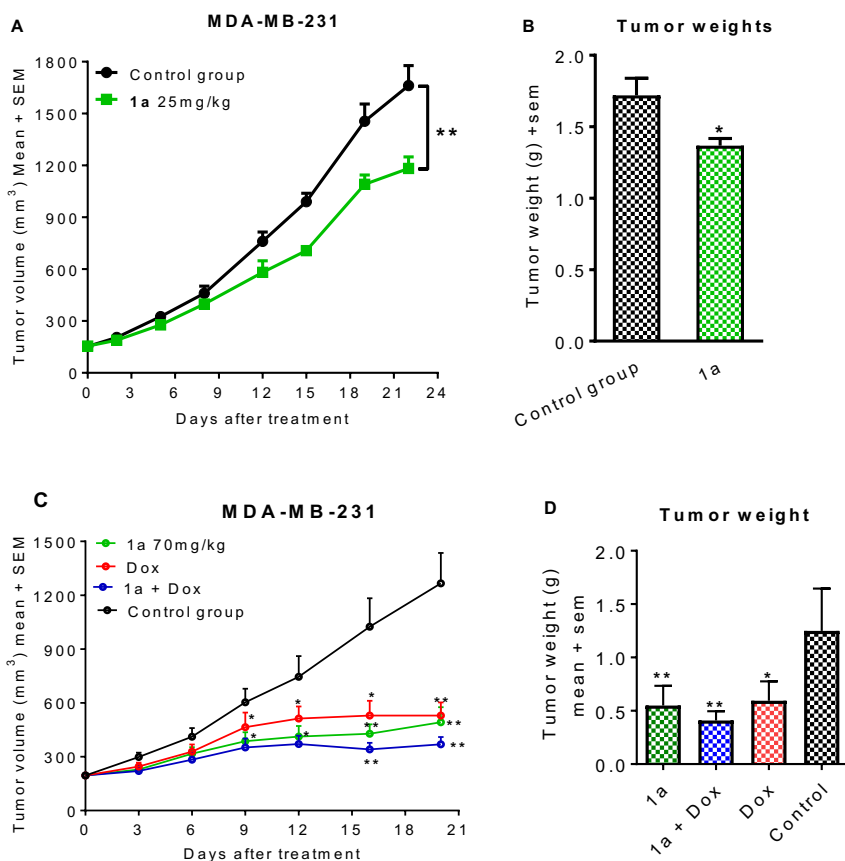 A
MDA-MB-231
Tumor volume (mm3) Mean + SEM
1800
1500
1200
900
600
300
0
Control group
1a 25mg/kg
**
0 3 6 9 12 15 18 21 24
Days after treatment
B
Tumor weights
Tumor weight (g) +sem
2.0
1.5
1.0
0.5
0.0
*
Control group
1a
C
MDA-MB-231
Tumor volume (mm3) mean + SEM
1500
1200
900
600
300
0
1a 70mg/kg
Dox
1a + Dox
Control group
* * * **
* * ** **
** **
0 3 6 9 12 15 18 21
Days after treatment
D
Tumor weight
Tumor weight (g)
mean + sem
2.0
1.5
1.0
0.5
0.0
** ** *
1a
1a + Dox
Dox
Control